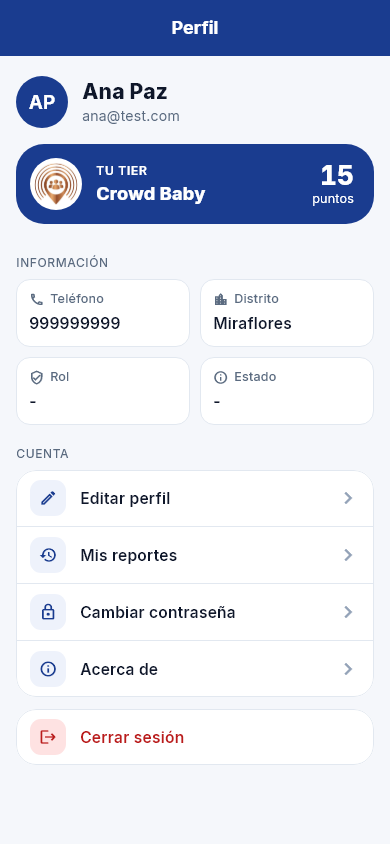 Perfil
AP
Ana Paz
ana@test.com
TU TIER
Crowd Baby
15
puntos
INFORMACIÓN
Teléfono
999999999
Distrito
Miraflores
Rol
-
Estado
-
CUENTA
Editar perfil
Mis reportes
Cambiar contraseña
Acerca de
Cerrar sesión